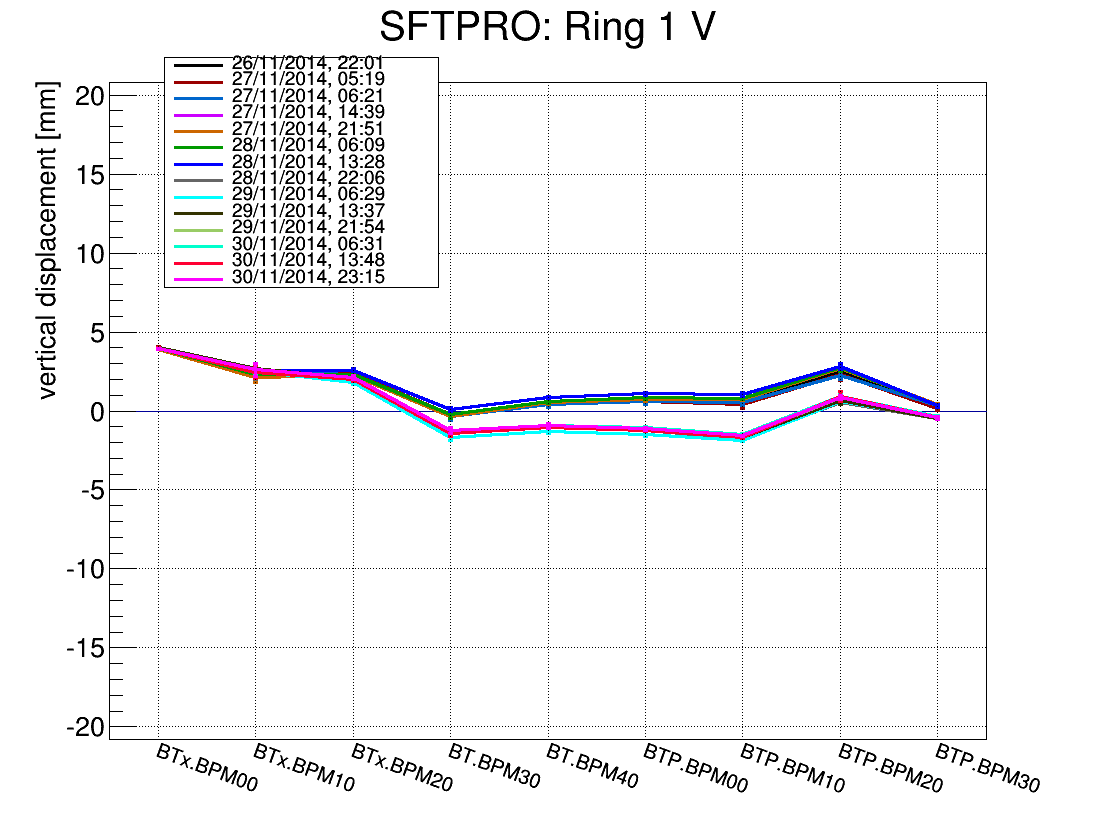 SFTPRO: Ring 1 V
26/11/2014, 22:01
27/11/2014, 05:19
27/11/2014, 06:21
27/11/2014, 14:39
27/11/2014, 21:51
28/11/2014, 06:09
28/11/2014, 13:28
28/11/2014, 22:06
29/11/2014, 06:29
29/11/2014, 13:37
29/11/2014, 21:54
30/11/2014, 06:31
30/11/2014, 13:48
30/11/2014, 23:15
vertical displacement [mm]
20
15
10
5
0
-5
-10
-15
-20
BTx.BPM00
BTx.BPM10
BTx.BPM20
BT.BPM30
BT.BPM40
BTP.BPM00
BTP.BPM10
BTP.BPM20
BTP.BPM30